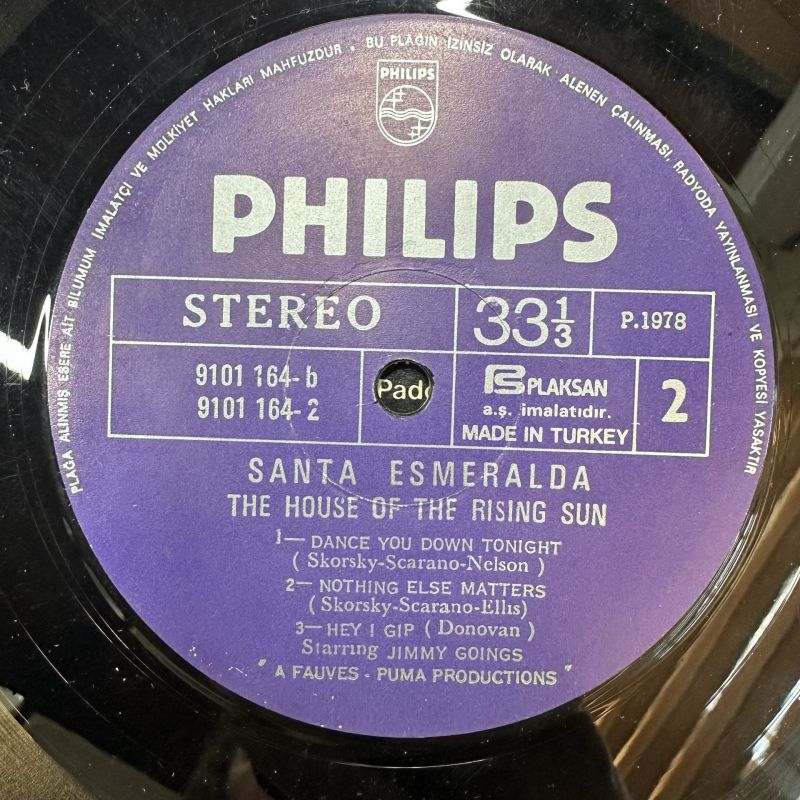 PLAĞA ALINMIŞ ESERE AİT BİLUMUM İMALATÇI VE MÜLKİYET HAKLARI MAHFUZDUR • BU PLAĞIN İZİNSİZ OLARAK ALENEN ÇALINMASI, RADYODA YAYINLANMASI VE KOPYESİ YASAKTIR
PHILIPS
PHILIPS
STEREO
33 1/3
P.1978
9101 164-b
9101 164-2
Pado
PLAKSAN
a.ş. imalatıdır.
MADE IN TURKEY
2
SANTA ESMERALDA
THE HOUSE OF THE RISING SUN
1— DANCE YOU DOWN TONIGHT
( Skorsky-Scarano-Nelson )
2— NOTHING ELSE MATTERS
(Skorsky-Scarano-Ellis)
3— HEY I GIP ( Donovan )
Starring JIMMY GOINGS
" A FAUVES - PUMA PRODUCTIONS "